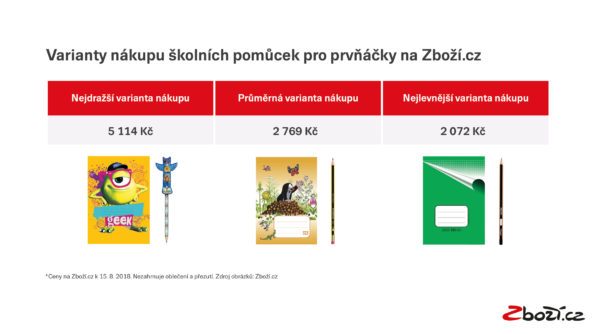 Varianty nákupu školních pomůcek pro prvňáčky na Zboží.cz
Nejdražší varianta nákupu Průměrná varianta nákupu Nejlevnější varianta nákupu
5 114 Kč 2 769 Kč 2 072 Kč
geek
* Ceny na Zboží.cz k 15. 8. 2018. Nezahrnuje oblečení a přezutí. Zdroj obrázků: Zboží.cz
Zboží.cz